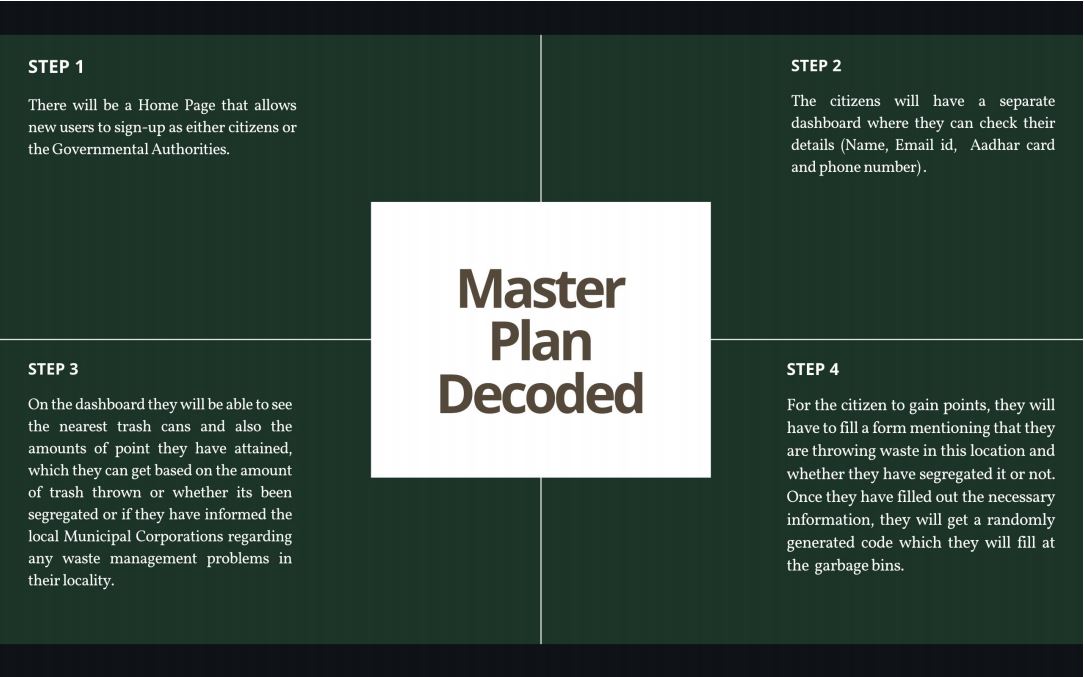 STEP 1
There will be a Home Page that allows
new users to sign-up as either citizens or
the Governmental Authorities.
STEP 2
The citizens will have a separate
dashboard where they can check their
details (Name, Email id, Aadhar card
and phone number).
Master
Plan
Decoded
STEP 3
On the dashboard they will be able to see
the nearest trash cans and also the
amounts of point they have attained,
which they can get based on the amount
of trash thrown or whether its been
segregated or if they have informed the
local Municipal Corporations regarding
any waste management problems in
their locality.
STEP 4
For the citizen to gain points, they will
have to fill a form mentioning that they
are throwing waste in this location and
whether they have segregated it or not.
Once they have filled out the necessary
information, they will get a randomly
generated code which they will fill at
the garbage bins.